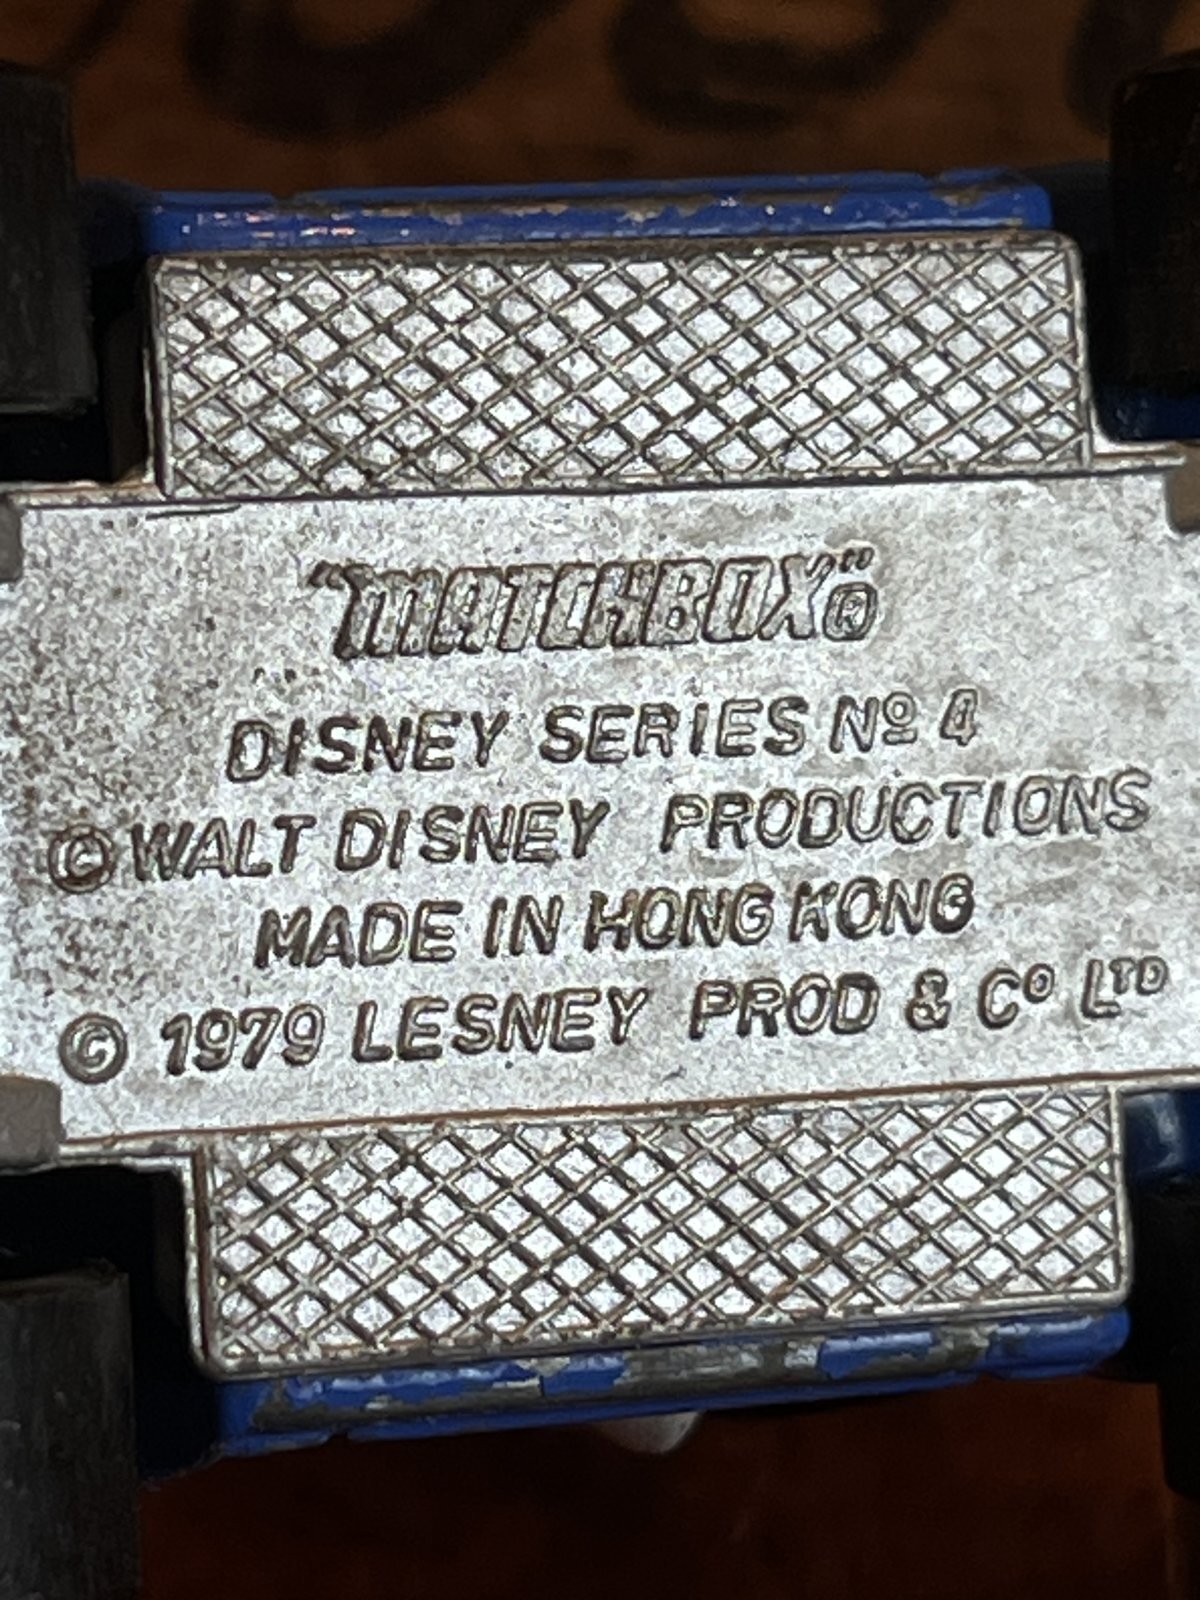 "MATCHBOX"®
DISNEY SERIES Nº 4
© WALT DISNEY PRODUCTIONS
MADE IN HONG KONG
© 1979 LESNEY PROD & Cº LTD